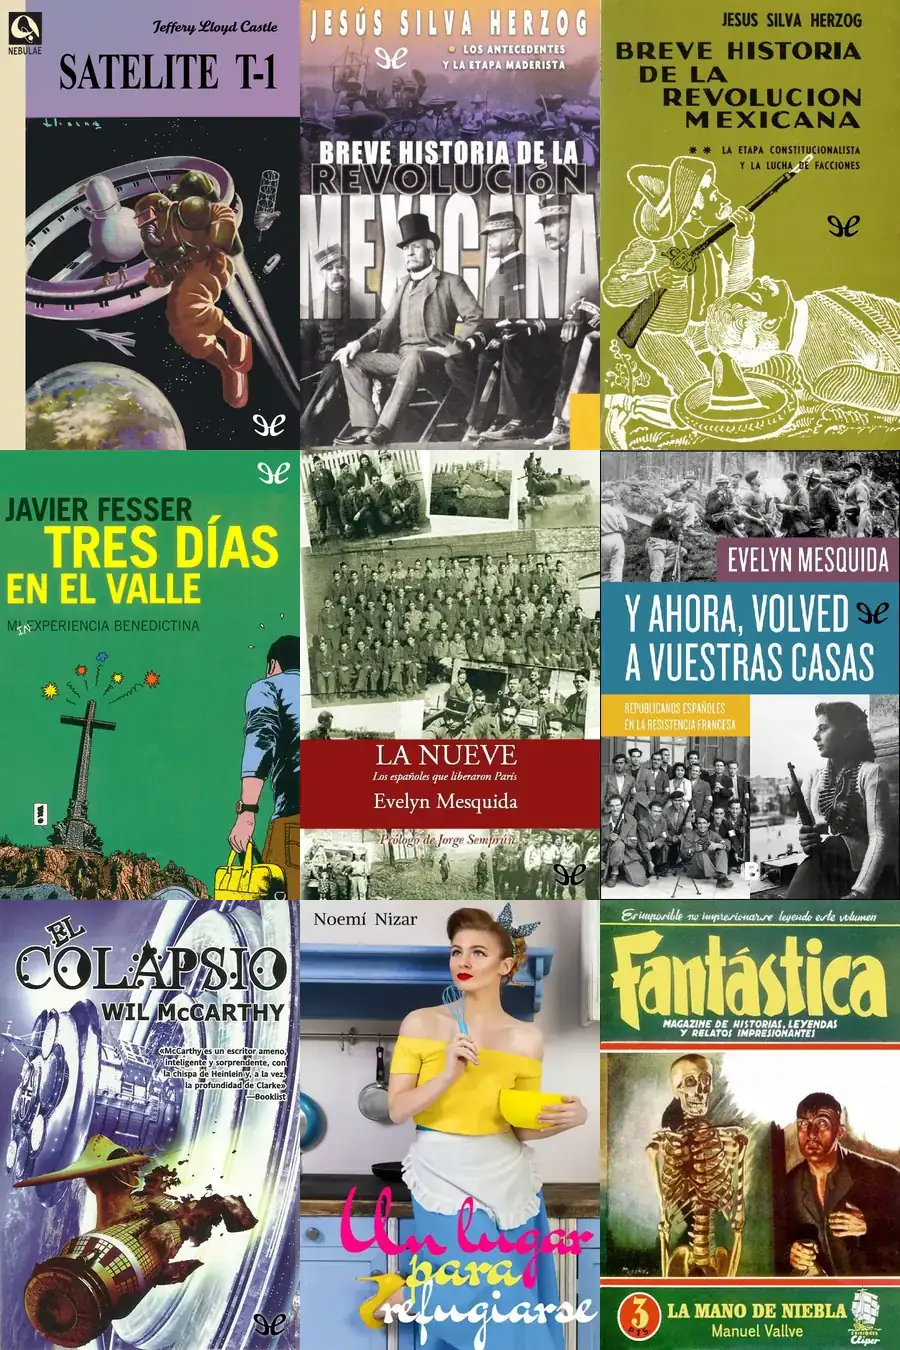 NEBULAE
Jeffery Lloyd Castle
SATELITE T-1
JESÚS SILVA HERZOG
• LOS ANTECEDENTES
Y LA ETAPA MADERISTA
BREVE HISTORIA DE LA
REVOLUCIÓN
MEXICANA
JESUS SILVA HERZOG
BREVE HISTORIA
DE LA
REVOLUCION
MEXICANA
* * LA ETAPA CONSTITUCIONALISTA
Y LA LUCHA DE FACCIONES
JAVIER FESSER
TRES DÍAS
EN EL VALLE
MI INEXPERIENCIA BENEDICTINA
LA NUEVE
Los españoles que liberaron París
Evelyn Mesquida
Prólogo de Jorge Semprún
EVELYN MESQUIDA
Y AHORA, VOLVED
A VUESTRAS CASAS
REPUBLICANOS ESPAÑOLES
EN LA RESISTENCIA FRANCESA
B
EL
COLAPSIO
WIL McCARTHY
«McCarthy es un escritor ameno,
inteligente y sorprendente, con
la chispa de Heinlein y, a la vez,
la profundidad de Clarke»
—Booklist
Noemí Nizar
Un lugar
para
refugiarse
Es imposible no impresionarse leyendo este volumen
Fantástica
MAGAZINE DE HISTORIAS, LEYENDAS
Y RELATOS IMPRESIONANTES
3
PTS
LA MANO DE NIEBLA
Manuel Vallve
EDICIONES
Cliper